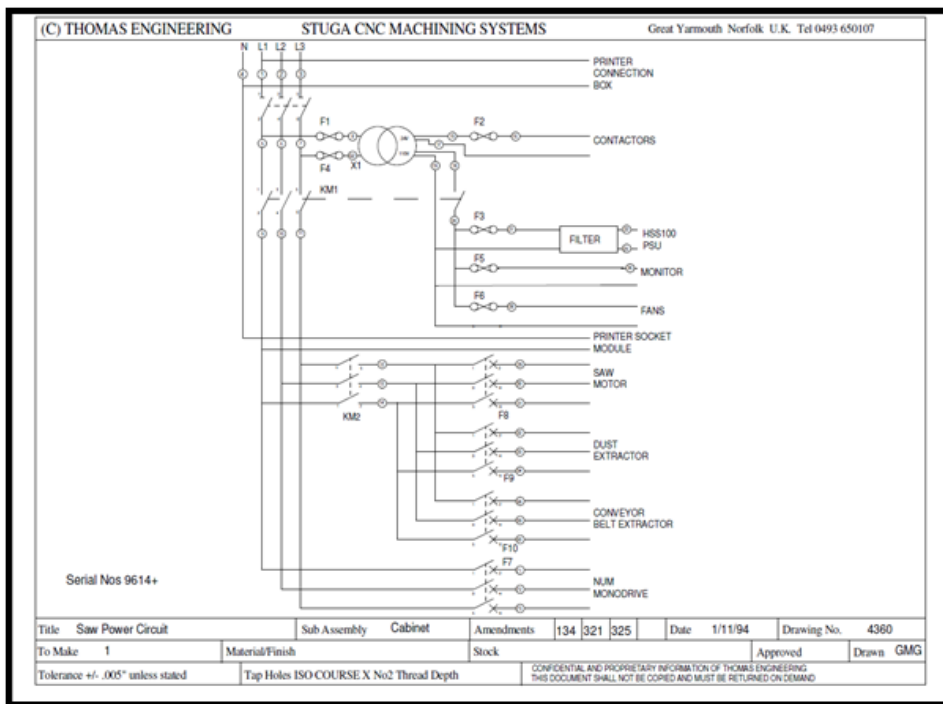 (C) THOMAS ENGINEERING STUGA CNC MACHINING SYSTEMS Great Yarmouth Norfolk U.K. Tel 0493 650107
N L1 L2 L3
PRINTER
CONNECTION
BOX
F1 F2
CONTACTORS
F4 X1
KM1
F3
FILTER
HSS100
PSU
F5
MONITOR
F6
FANS
PRINTER SOCKET
MODULE
SAW
MOTOR
KM2 F8
DUST
EXTRACTOR
F9
CONVEYOR
BELT EXTRACTOR
F10
F7
Serial Nos 9614+
NUM
MONODRIVE
Title Saw Power Circuit Sub Assembly Cabinet Amendments 134 321 325 Date 1/11/94 Drawing No. 4360
To Make 1 Material/Finish Stock Approved Drawn GMG
Tolerance +/- .005" unless stated Tap Holes ISO COURSE X No2 Thread Depth
CONFIDENTIAL AND PROPRIETARY INFORMATION OF THOMAS ENGINEERING
THIS DOCUMENT SHALL NOT BE COPIED AND MUST BE RETURNED ON DEMAND